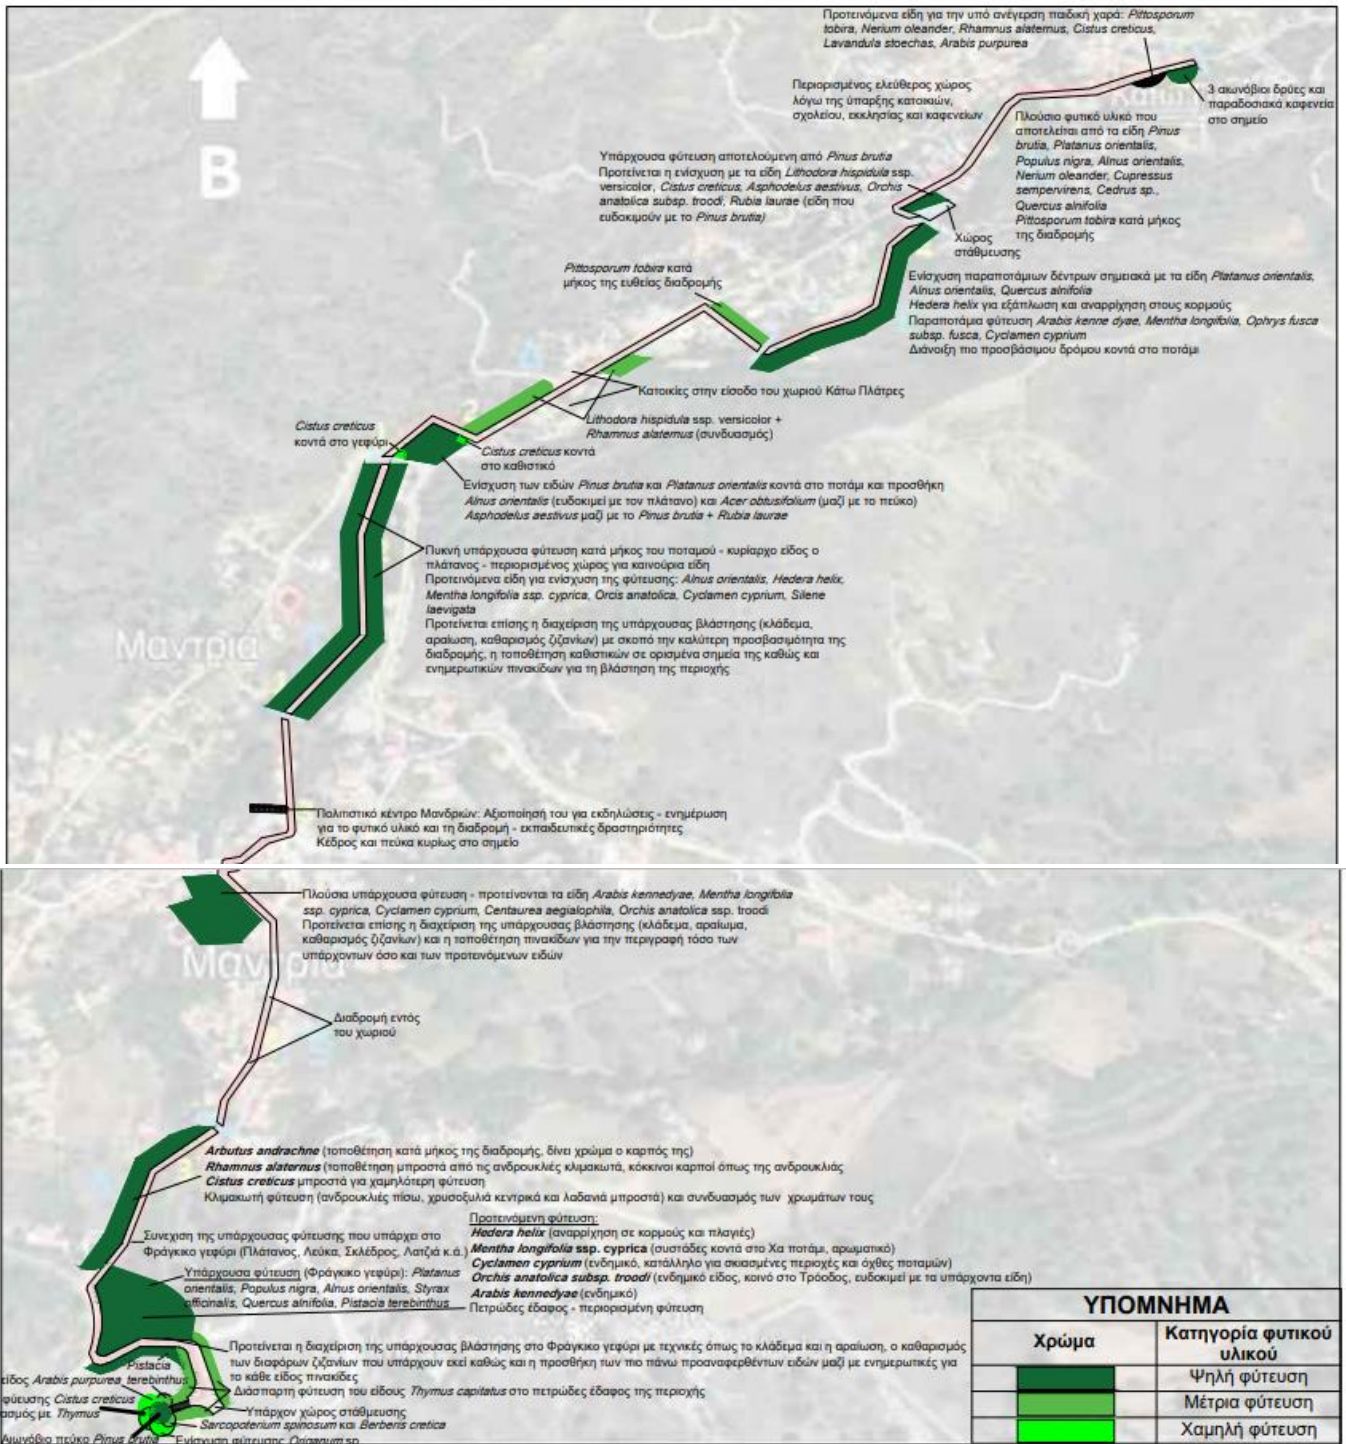 Προτεινόμενα είδη για την υπό ανέγερση παιδική χαρά: Pittosporum
tobira, Nerium oleander, Rhamnus alaternus, Cistus creticus,
Lavandula stoechas, Arabis purpurea
Περιορισμένος ελεύθερος χώρος
λόγω της ύπαρξης κατοικιών,
σχολείου, εκκλησίας και καφενείων
3 αιωνόβιοι δρύες και
παραδοσιακά καφενεία
στο σημείο
Πλούσιο φυτικό υλικό που
αποτελείται από τα είδη Pinus
brutia, Platanus orientalis,
Populus nigra, Alnus orientalis,
Nerium oleander, Cupressus
sempervirens, Cedrus sp.,
Quercus alnifolia
Pittosporum tobira κατά μήκος
της διαδρομής
B
Υπάρχουσα φύτευση αποτελούμενη από Pinus brutia
Προτείνεται η ενίσχυση με τα είδη Lithodora hispidula ssp.
versicolor, Cistus creticus, Asphodelus aestivus, Orchis
anatolica subsp. troodi, Rubia laurae (είδη που
ευδοκιμούν με το Pinus brutia)
Χώρος
στάθμευσης
Pittosporum tobira κατά
μήκος της ευθείας διαδρομής
Ενίσχυση παραποτάμιων δέντρων σημειακά με τα είδη Platanus orientalis,
Alnus orientalis, Quercus alnifolia
Hedera helix για εξάπλωση και αναρρίχηση στους κορμούς
Παραποτάμια φύτευση Arabis kenne dyae, Mentha longifolia, Ophrys fusca
subsp. fusca, Cyclamen cyprium
Διάνοιξη πιο προσβάσιμου δρόμου κοντά στο ποτάμι
Κατοικίες στην είσοδο του χωριού Κάτω Πλάτρες
Lithodora hispidula ssp. versicolor +
Rhamnus alaternus (συνδυασμός)
Cistus creticus
κοντά στο γεφύρι
Cistus creticus κοντά
στο καθιστικό
Ενίσχυση των ειδών Pinus brutia και Platanus orientalis κοντά στο ποτάμι και προσθήκη
Alnus orientalis (ευδοκιμεί με τον πλάτανο) και Acer obtusifolium (μαζί με το πεύκο)
Asphodelus aestivus μαζί με το Pinus brutia + Rubia laurae
Πυκνή υπάρχουσα φύτευση κατά μήκος του ποταμού - κυρίαρχο είδος ο
πλάτανος - περιορισμένος χώρος για καινούρια είδη
Προτεινόμενα είδη για ενίσχυση της φύτευσης: Alnus orientalis, Hedera helix,
Mentha longifolia ssp. cyprica, Orcis anatolica, Cyclamen cyprium, Silene
laevigata
Προτείνεται επίσης η διαχείριση της υπάρχουσας βλάστησης (κλάδεμα,
αραίωση, καθαρισμός ζιζανίων) με σκοπό την καλύτερη προσβασιμότητα της
διαδρομής, η τοποθέτηση καθιστικών σε ορισμένα σημεία της καθώς και
ενημερωτικών πινακίδων για τη βλάστηση της περιοχής
Μαντριά
Πολιτιστικό κέντρο Μανδριών: Αξιοποίησή του για εκδηλώσεις - ενημέρωση
για το φυτικό υλικό και τη διαδρομή - εκπαιδευτικές δραστηριότητες
Κέδρος και πεύκα κυρίως στο σημείο
Πλούσια υπάρχουσα φύτευση - προτείνονται τα είδη Arabis kennedyae, Mentha longifolia
ssp. cyprica, Cyclamen cyprium, Centaurea aegialophila, Orchis anatolica ssp. troodi
Προτείνεται επίσης η διαχείριση της υπάρχουσας βλάστησης (κλάδεμα, αραίωμα,
καθαρισμός ζιζανίων) και η τοποθέτηση πινακίδων για την περιγραφή τόσο των
υπάρχοντων όσο και των προτεινόμενων ειδών
Μαντριά
Διαδρομή εντός
του χωριού
Arbutus andrachne (τοποθέτηση κατά μήκος της διαδρομής, δίνει χρώμα ο καρπός της)
Rhamnus alaternus (τοποθέτηση μπροστά από τις ανδρουκλιές κλιμακωτά, κόκκινοι καρποί όπως της ανδρουκλιάς
Cistus creticus μπροστά για χαμηλότερη φύτευση
Κλιμακωτή φύτευση (ανδρουκλιές πίσω, χρυσοξυλιά κεντρικά και λαδανιά μπροστά) και συνδυασμός των χρωμάτων τους
Συνεχιση της υπάρχουσας φύτευσης που υπάρχει στο
Φράγκικο γεφύρι (Πλάτανος, Λεύκα, Σκλέδρος, Λατζιά κ.ά.)
Υπάρχουσα φύτευση (Φράγκικο γεφύρι): Platanus
orientalis, Populus nigra, Alnus orientalis, Styrax
officinalis, Quercus alnifolia, Pistacia terebinthus
Προτεινόμενη φύτευση:
Hedera helix (αναρρίχηση σε κορμούς και πλαγιές)
Mentha longifolia ssp. cyprica (συστάδες κοντά στο Χα ποτάμι, αρωματικό)
Cyclamen cyprium (ενδημικό, κατάλληλο για σκιασμένες περιοχές και όχθες ποταμών)
Orchis anatolica subsp. troodi (ενδημικό είδος, κοινό στο Τρόοδος, ευδοκιμεί με τα υπάρχοντα είδη)
Arabis kennedyae (ενδημικό)
Πετρώδες έδαφος - περιορισμένη φύτευση
Προτείνεται η διαχείριση της υπάρχουσας βλάστησης στο Φράγκικο γεφύρι με τεχνικές όπως το κλάδεμα και η αραίωση, ο καθαρισμός
των διαφόρων ζιζανίων που υπάρχουν εκεί καθώς και η προσθήκη των πιο πάνω προαναφερθέντων ειδών μαζί με ενημερωτικές για
το κάθε είδος πινακίδες
Διάσπαρτη φύτευση του είδους Thymus capitatus στο πετρώδες έδαφος της περιοχής
Υπάρχον χώρος στάθμευσης
Sarcopoterium spinosum και Berberis cretica
Ενίσχυση φύτευσης Origanum sp.
Pistacia
terebinthus
είδος Arabis purpurea
φύευσης Cistus creticus
ασμός με Thymus
Αιωνόβιο πεύκο Pinus brutia
ΥΠΟΜΝΗΜΑ
Χρώμα
Κατηγορία φυτικού
υλικού
Ψηλή φύτευση
Μέτρια φύτευση
Χαμηλή φύτευση